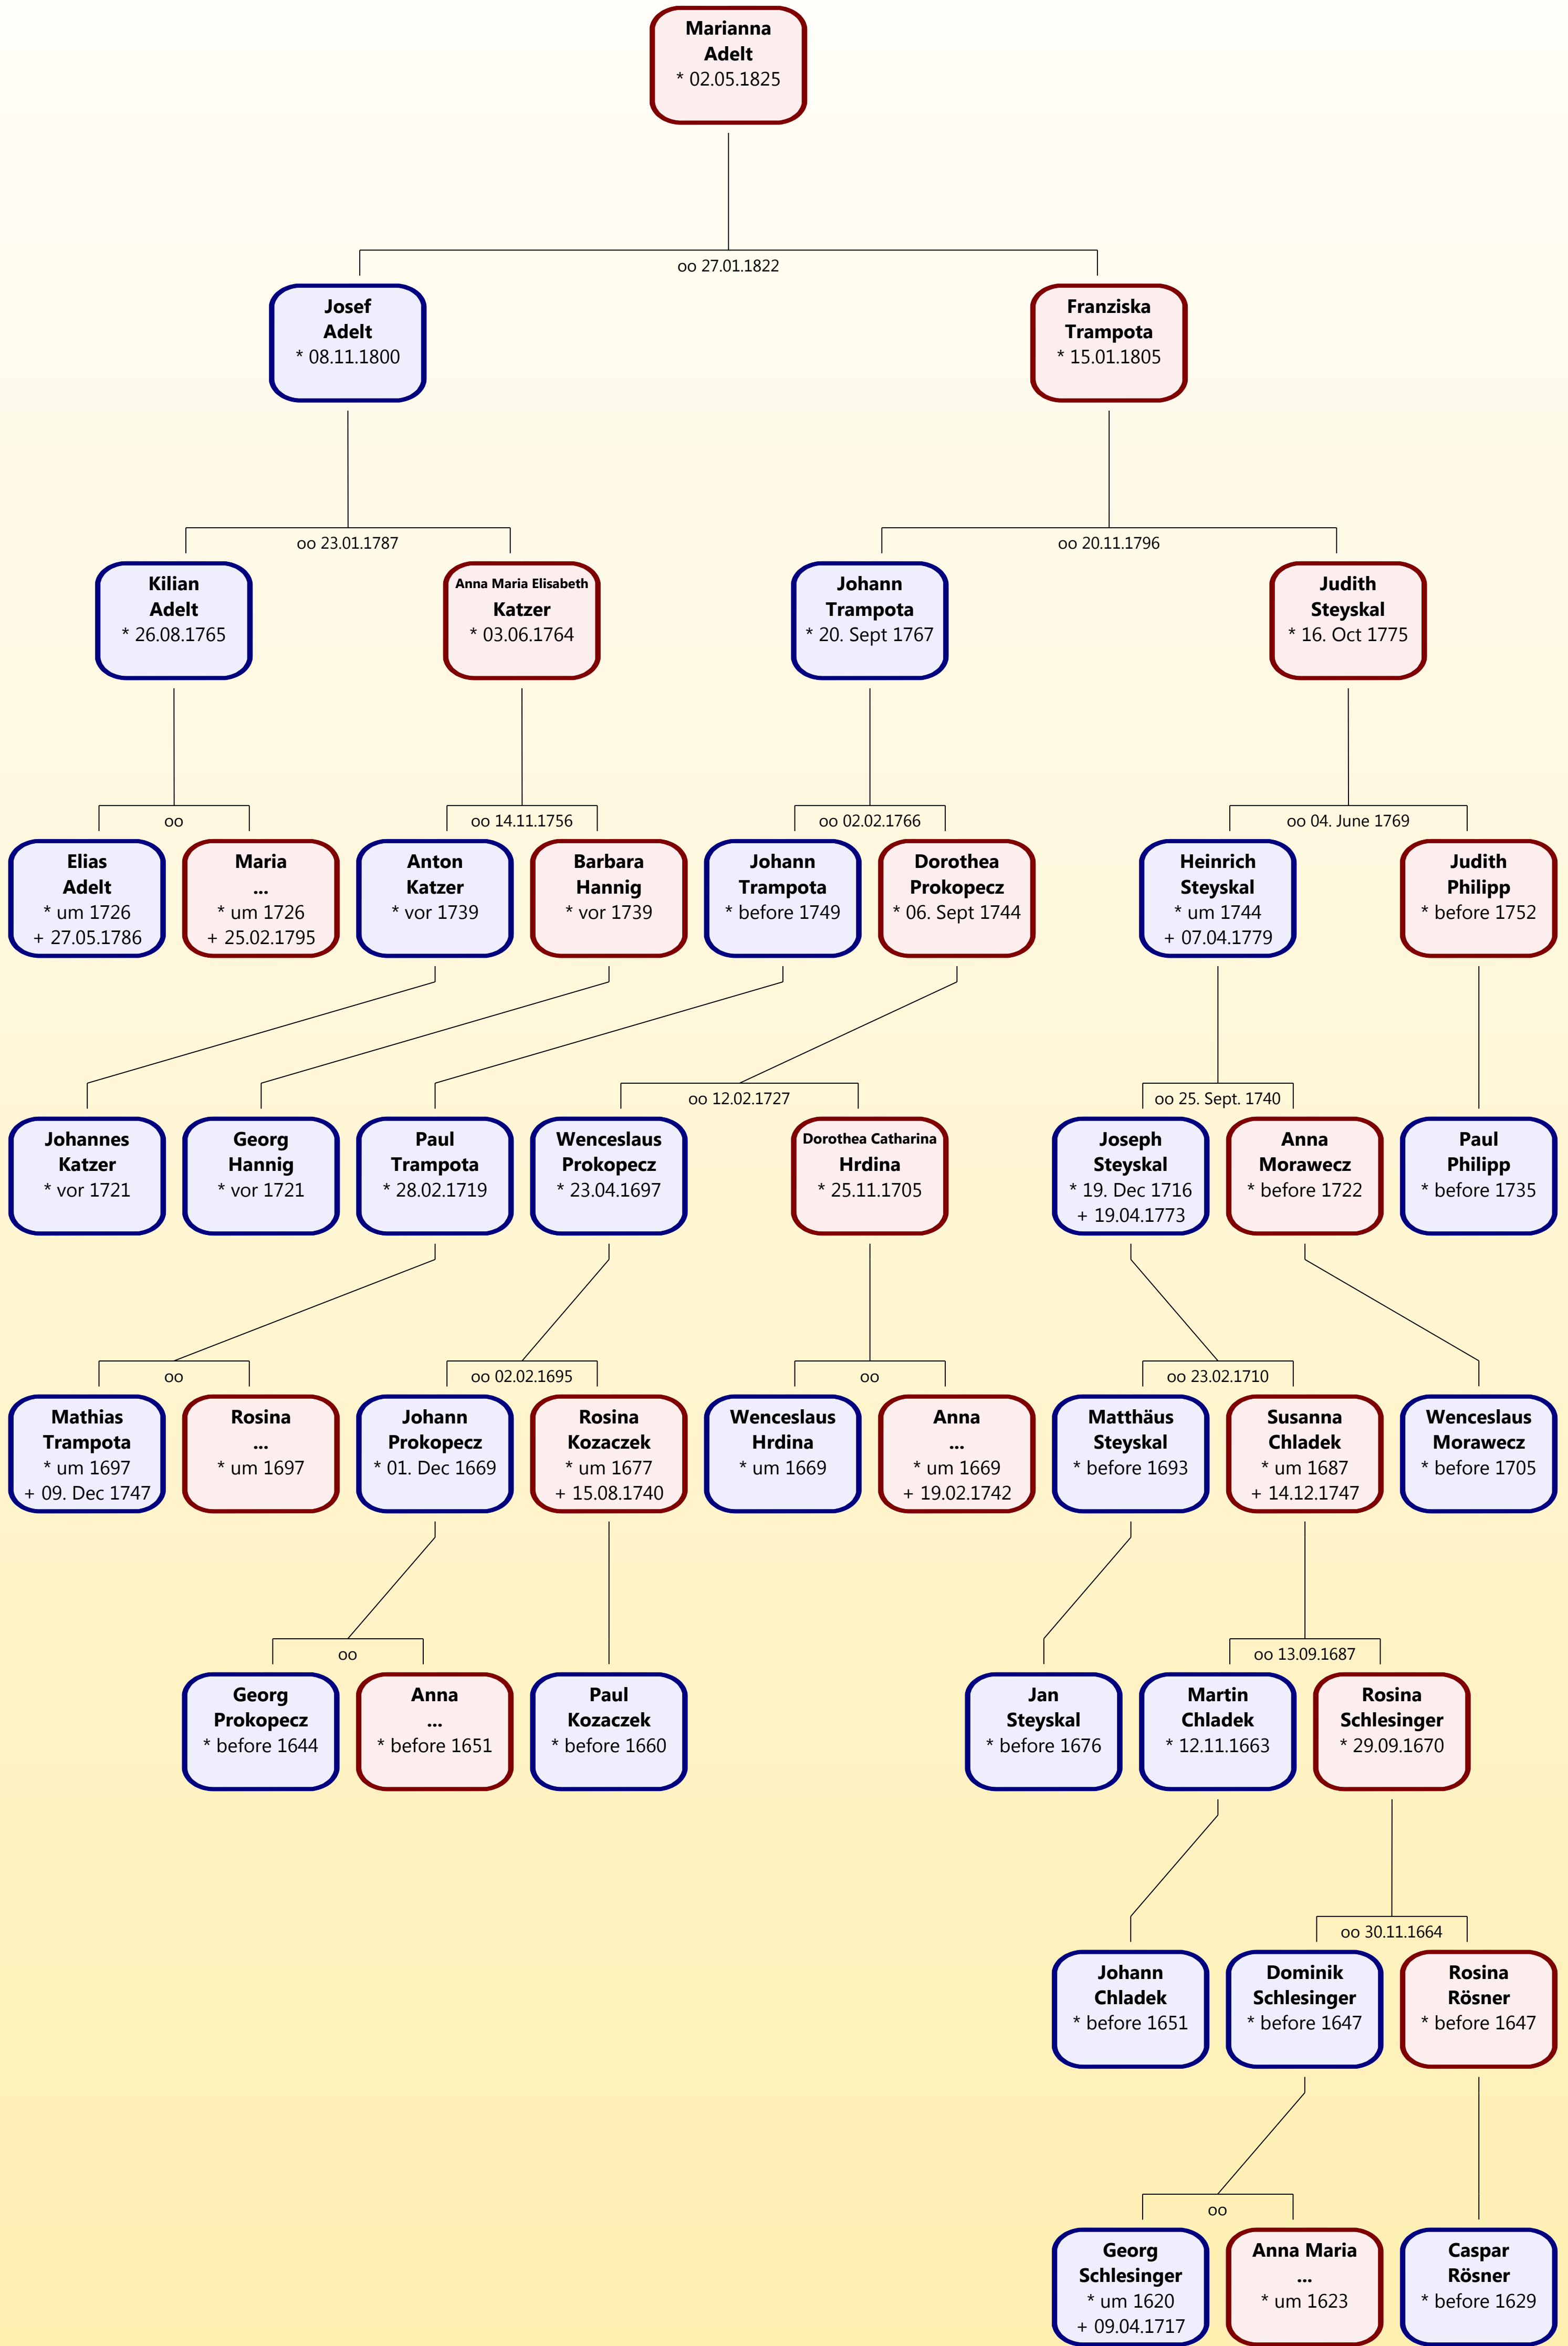 Marianna
Adelt
* 02.05.1825
oo 27.01.1822
Josef
Adelt
* 08.11.1800
Franziska
Trampota
* 15.01.1805
oo 23.01.1787
oo 20.11.1796
Kilian
Adelt
* 26.08.1765
Anna Maria Elisabeth
Katzer
* 03.06.1764
Johann
Trampota
* 20. Sept 1767
Judith
Steyskal
* 16. Oct 1775
oo
oo 14.11.1756
oo 02.02.1766
oo 04. June 1769
Elias
Adelt
* um 1726
+ 27.05.1786
Maria
...
* um 1726
+ 25.02.1795
Anton
Katzer
* vor 1739
Barbara
Hannig
* vor 1739
Johann
Trampota
* before 1749
Dorothea
Prokopecz
* 06. Sept 1744
Heinrich
Steyskal
* um 1744
+ 07.04.1779
Judith
Philipp
* before 1752
oo 12.02.1727
oo 25. Sept. 1740
Johannes
Katzer
* vor 1721
Georg
Hannig
* vor 1721
Paul
Trampota
* 28.02.1719
Wenceslaus
Prokopecz
* 23.04.1697
Dorothea Catharina
Hrdina
* 25.11.1705
Joseph
Steyskal
* 19. Dec 1716
+ 19.04.1773
Anna
Morawecz
* before 1722
Paul
Philipp
* before 1735
oo
oo 02.02.1695
oo
oo 23.02.1710
Mathias
Trampota
* um 1697
+ 09. Dec 1747
Rosina
...
* um 1697
Johann
Prokopecz
* 01. Dec 1669
Rosina
Kozaczek
* um 1677
+ 15.08.1740
Wenceslaus
Hrdina
* um 1669
Anna
...
* um 1669
+ 19.02.1742
Matthäus
Steyskal
* before 1693
Susanna
Chladek
* um 1687
+ 14.12.1747
Wenceslaus
Morawecz
* before 1705
oo
oo 13.09.1687
Georg
Prokopecz
* before 1644
Anna
...
* before 1651
Paul
Kozaczek
* before 1660
Jan
Steyskal
* before 1676
Martin
Chladek
* 12.11.1663
Rosina
Schlesinger
* 29.09.1670
oo 30.11.1664
Johann
Chladek
* before 1651
Dominik
Schlesinger
* before 1647
Rosina
Rösner
* before 1647
oo
Georg
Schlesinger
* um 1620
+ 09.04.1717
Anna Maria
...
* um 1623
Caspar
Rösner
* before 1629